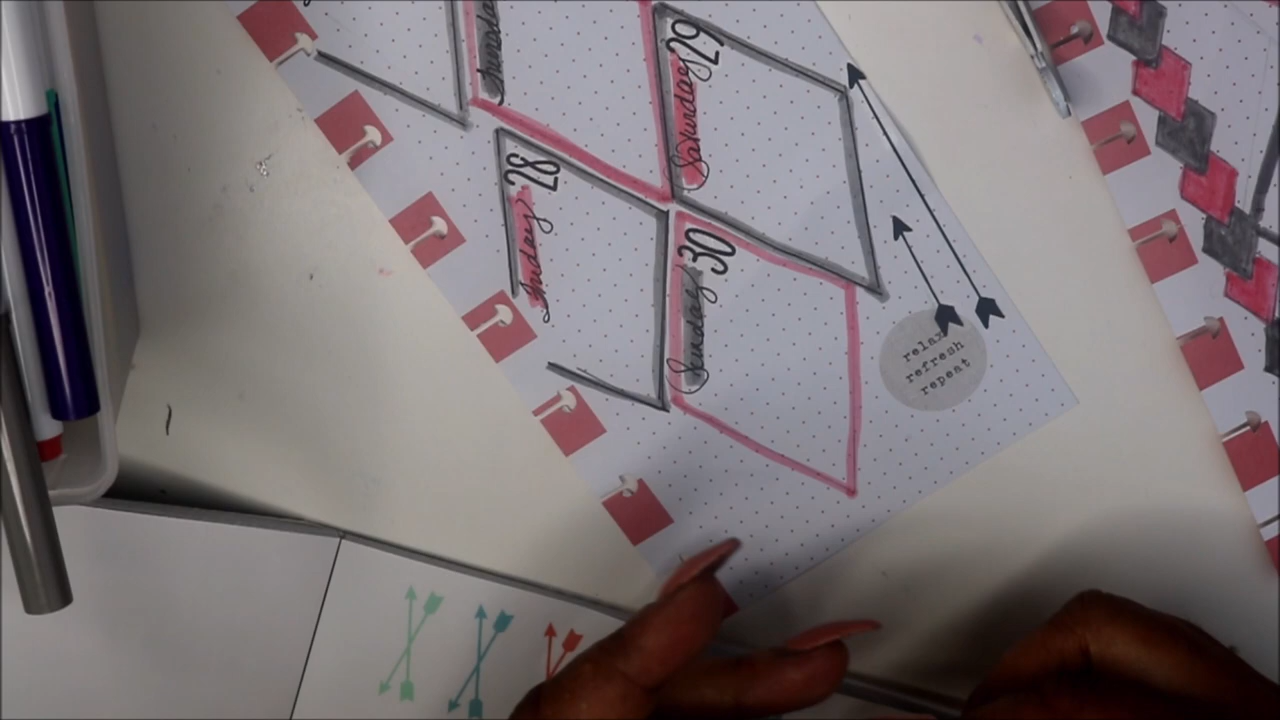 Sunday
28
Friday
29
Saturday
30
Sunday
relax
refresh
repeat